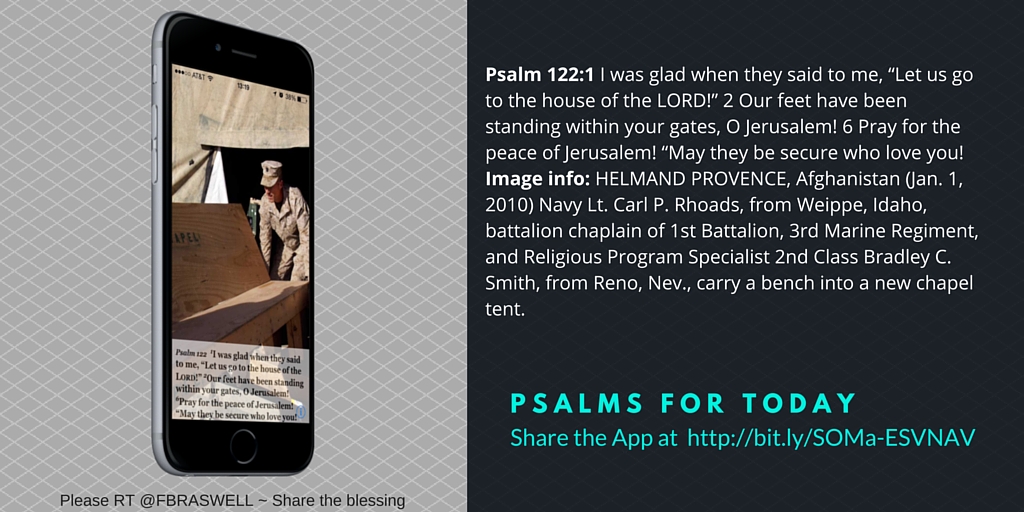 ●●●○○ AT&T
13:19
38%
CHAPEL
Psalm 122 ¹I was glad when they said
to me, “Let us go to the house of the
LORD!” ²Our feet have been standing
within your gates, O Jerusalem!
⁶Pray for the peace of Jerusalem!
“May they be secure who love you!
Please RT @FBRASWELL ~ Share the blessing
Psalm 122:1 I was glad when they said to me, “Let us go
to the house of the LORD!” 2 Our feet have been
standing within your gates, O Jerusalem! 6 Pray for the
peace of Jerusalem! “May they be secure who love you!
Image info: HELMAND PROVENCE, Afghanistan (Jan. 1,
2010) Navy Lt. Carl P. Rhoads, from Weippe, Idaho,
battalion chaplain of 1st Battalion, 3rd Marine Regiment,
and Religious Program Specialist 2nd Class Bradley C.
Smith, from Reno, Nev., carry a bench into a new chapel
tent.
PSALMS FOR TODAY
Share the App at http://bit.ly/SOMa-ESVNAV